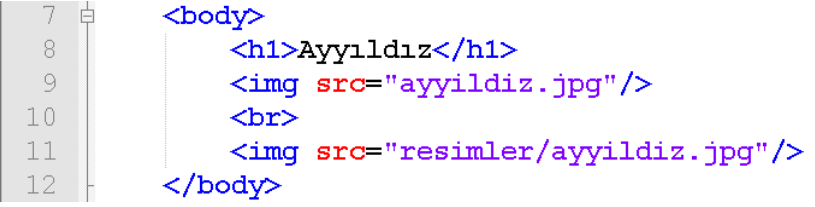 7 <body>
8 <h1>Ayyıldız</h1>
9 <img src="ayyildiz.jpg"/>
10 <br>
11 <img src="resimler/ayyildiz.jpg"/>
12 </body>